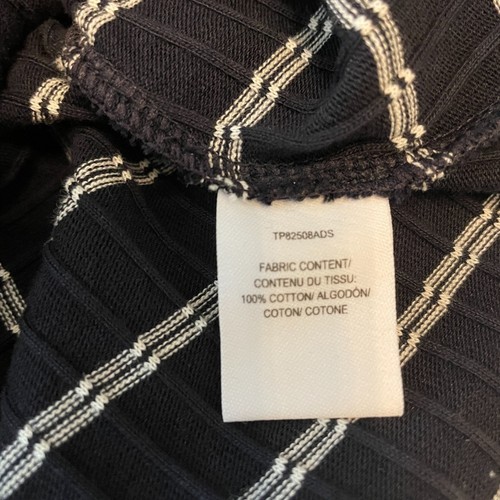 TP82508ADS
FABRIC CONTENT/
CONTENU DU TISSU:
100% COTTON/ ALGODÓN/
COTON/ COTONE